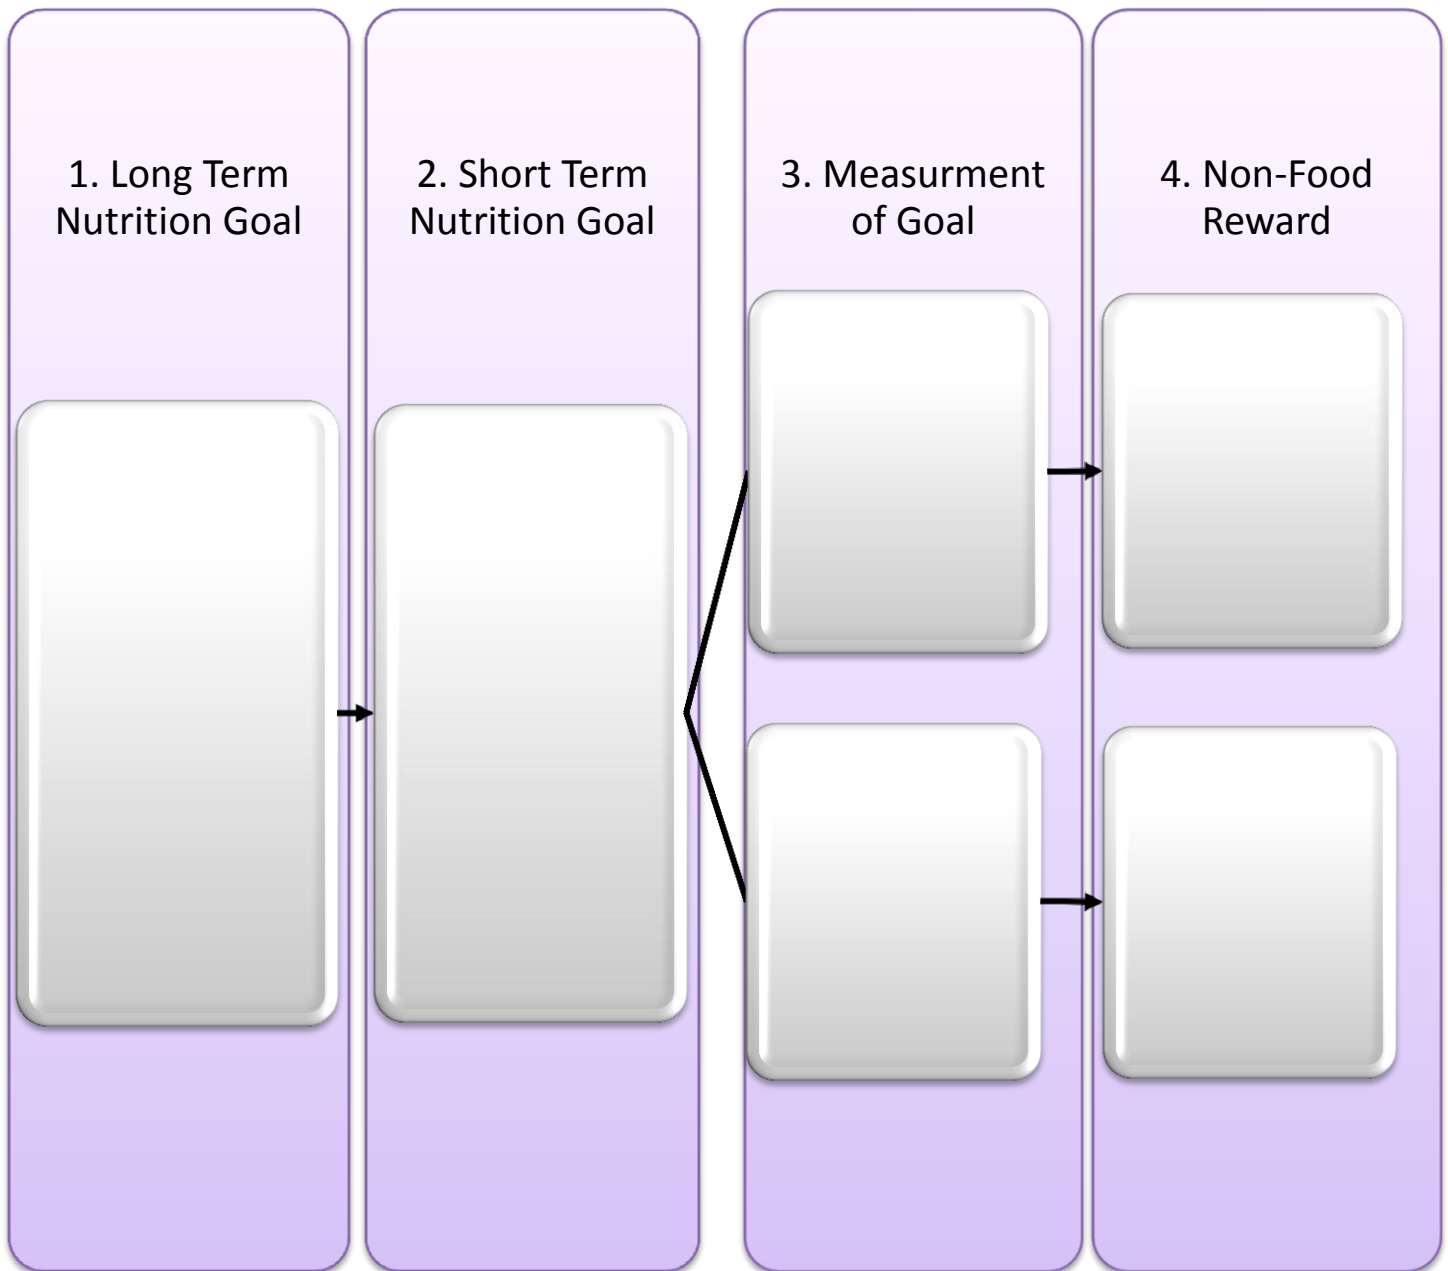 1. Long Term
Nutrition Goal
2. Short Term
Nutrition Goal
3. Measurment
of Goal
4. Non-Food
Reward